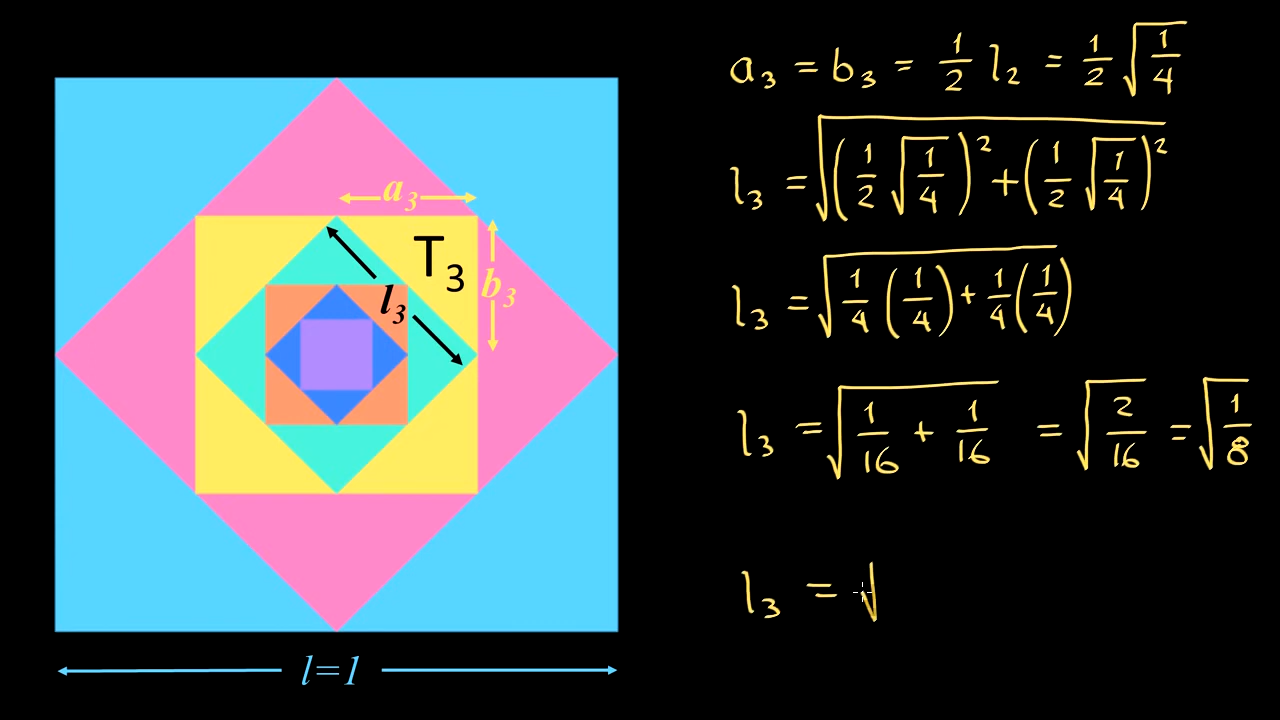 a₃
T₃
b₃
l₃
l=1
a₃ = b₃ = 1/2 l₂ = 1/2 √(1/4)
l₃ = √((1/2 √(1/4))² + (1/2 √(1/4))²)
l₃ = √(1/4 (1/4) + 1/4 (1/4))
l₃ = √(1/16 + 1/16) = √(2/16) = √(1/8)
l₃ = √